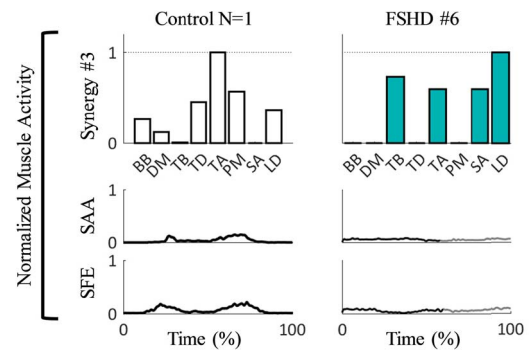 Control N=1
FSHD #6
Normalized Muscle Activity
Synergy #3
1
0
BB DM TB TD TA PM SA LD
BB DM TB TD TA PM SA LD
SAA
1
0
SFE
1
0
0 Time (%) 100
0 Time (%) 100